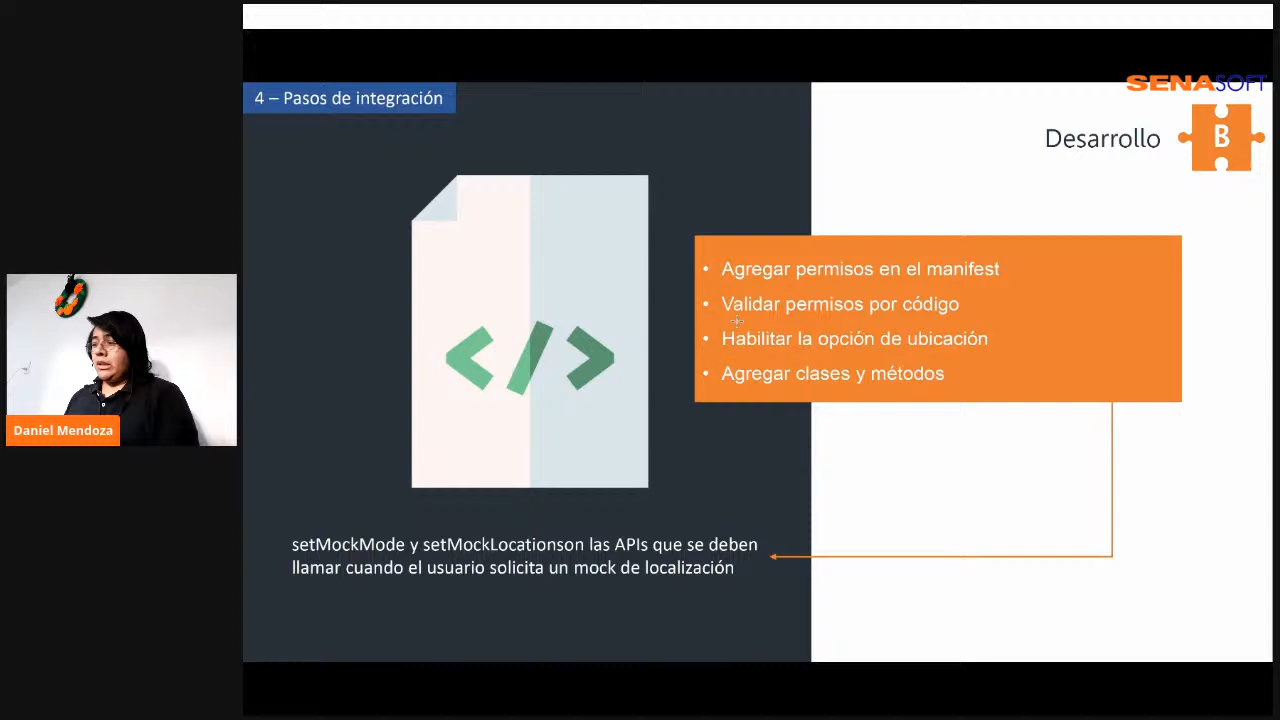 4 – Pasos de integración
SENASOFT
Desarrollo
B
• Agregar permisos en el manifest
• Validar permisos por código
• Habilitar la opción de ubicación
• Agregar clases y métodos
</>
Daniel Mendoza
setMockMode y setMockLocationson las APIs que se deben
llamar cuando el usuario solicita un mock de localización